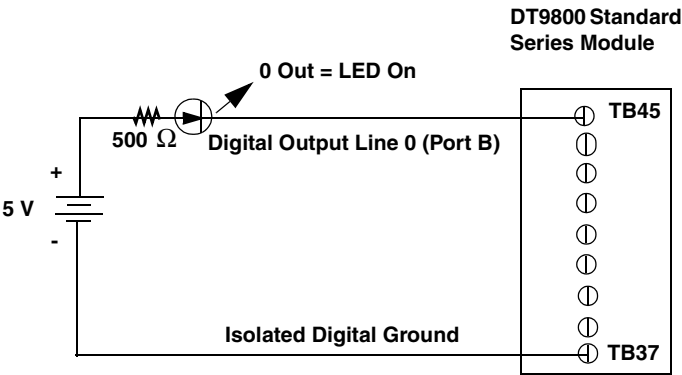 DT9800 Standard
Series Module
0 Out = LED On
TB45
500 Ω
Digital Output Line 0 (Port B)
+
5 V
-
Isolated Digital Ground
TB37